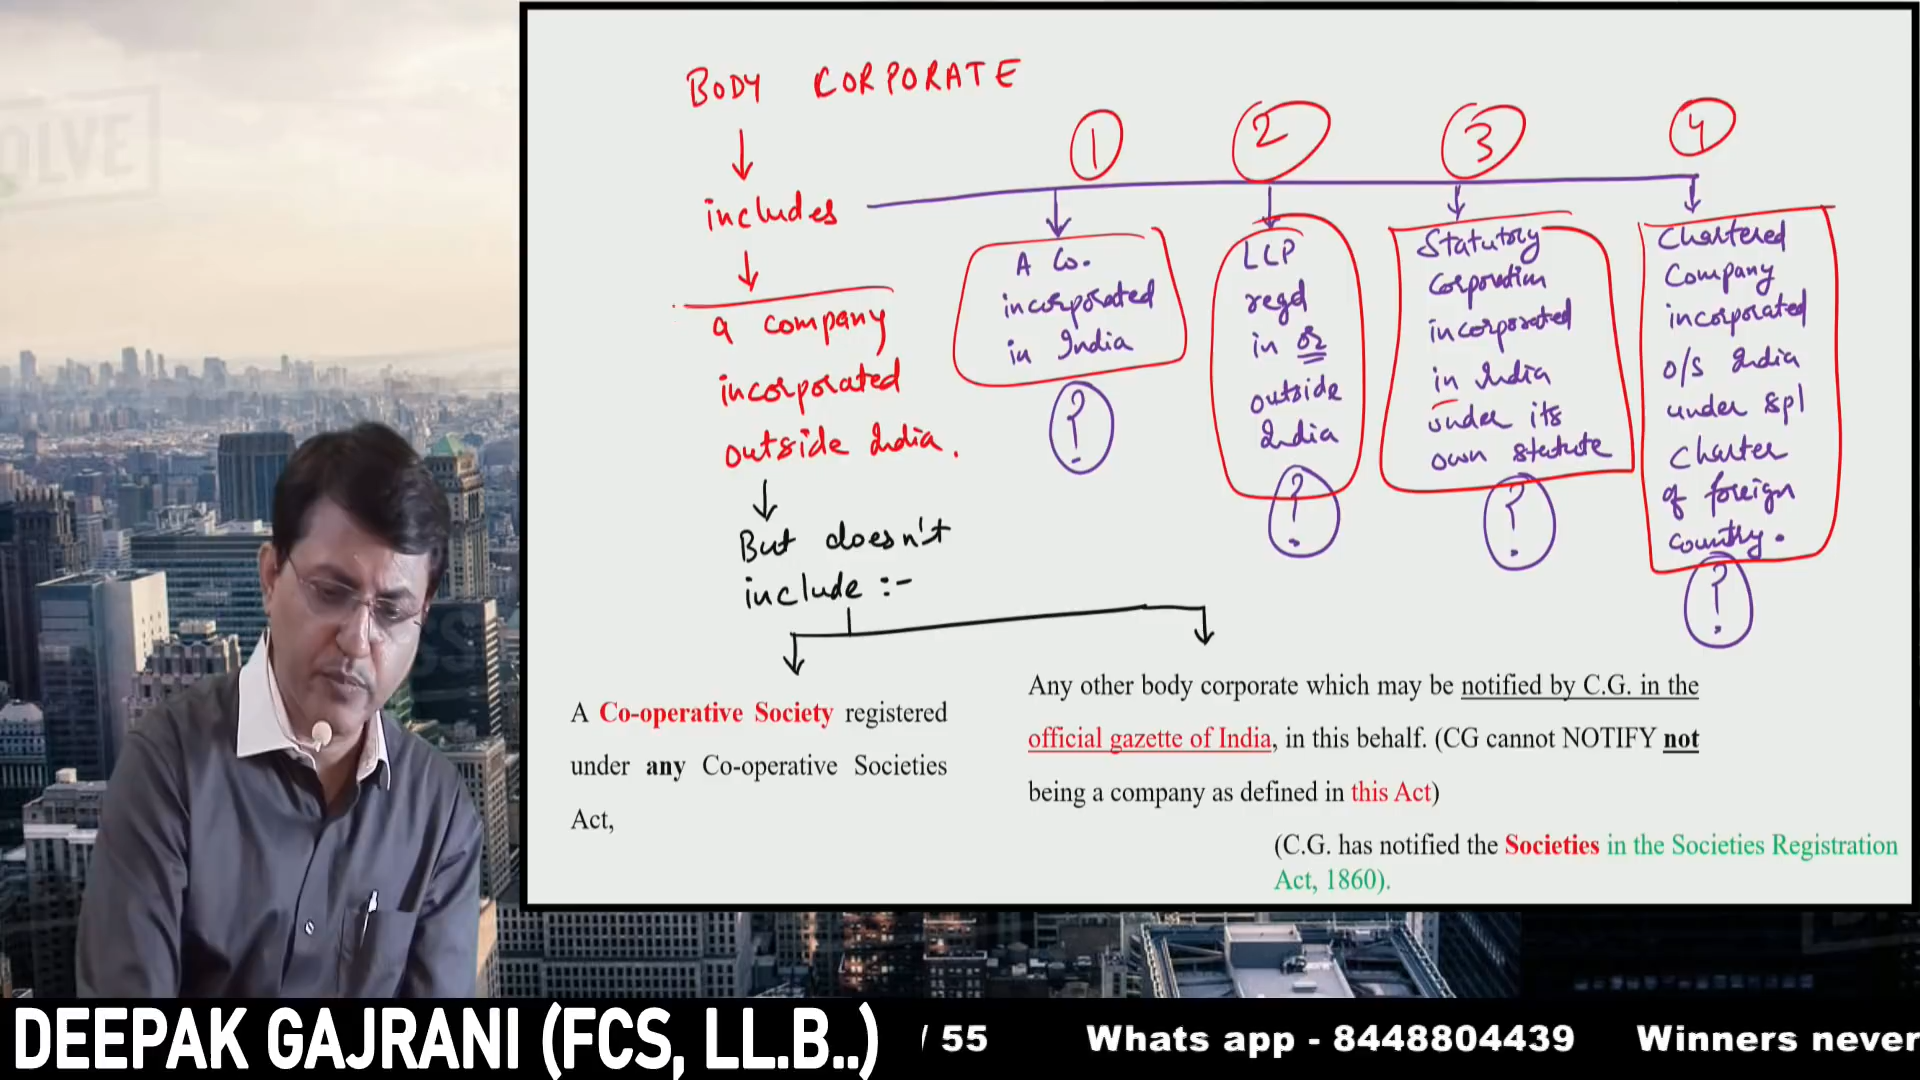 OLVE
BODY CORPORATE
includes
a company
incorporated
outside India.
But doesn't
include :-
1
A Co.
incorporated
in India
?
2
LLP
regd
in or
outside
India
?
3
Statutory
Corporation
incorporated
in India
under its
own statute
?
4
Chartered
Company
incorporated
o/s India
under spl
charter
of foreign
country.
?
A Co-operative Society registered
under any Co-operative Societies
Act,
Any other body corporate which may be notified by C.G. in the
official gazette of India, in this behalf. (CG cannot NOTIFY not
being a company as defined in this Act)
(C.G. has notified the Societies in the Societies Registration
Act, 1860).
DEEPAK GAJRANI (FCS, LL.B..)
/ 55 Whats app - 8448804439 Winners never